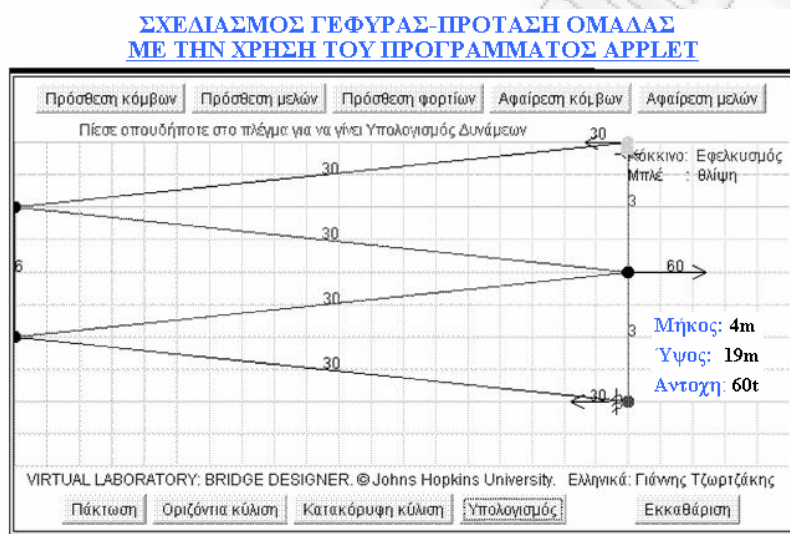 ΣΧΕΔΙΑΣΜΟΣ ΓΕΦΥΡΑΣ-ΠΡΟΤΑΣΗ ΟΜΑΔΑΣ
ΜΕ ΤΗΝ ΧΡΗΣΗ ΤΟΥ ΠΡΟΓΡΑΜΜΑΤΟΣ APPLET
Πρόσθεση κόμβων Πρόσθεση μελών Πρόσθεση φορτίων Αφαίρεση κόμβων Αφαίρεση μελών
Πίεσε οπουδήποτε στο πλέγμα για να γίνει Υπολογισμός Δυνάμεων
30
Κόκκινο: Εφελκυσμός
30
Μπλέ : θλίψη
3
30
6
60
30
3
Μήκος: 4m
Ύψος: 19m
30
Αντοχη: 60t
30
VIRTUAL LABORATORY: BRIDGE DESIGNER. © Johns Hopkins University. Ελληνικά: Γιάννης Τζωρτζάκης
Πάκτωση Οριζόντια κύλιση Κατακόρυφη κύλιση Υπολογισμός Εκκαθάριση